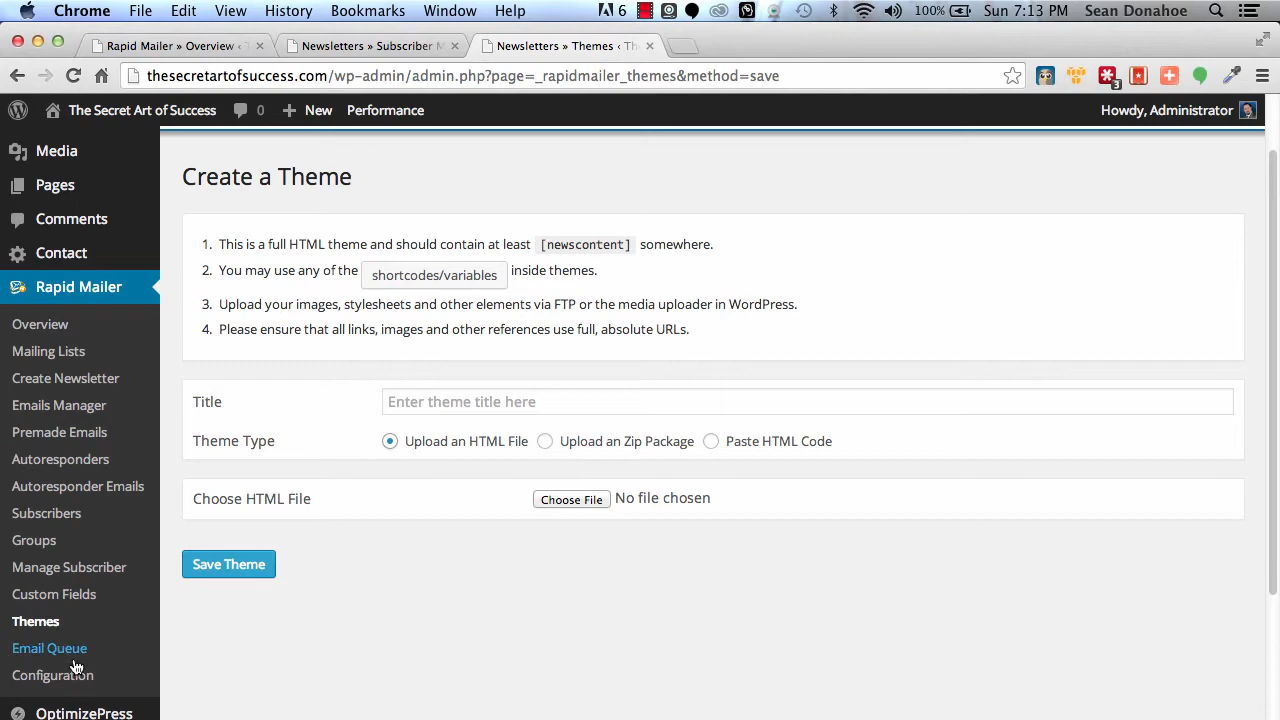 Chrome File Edit View History Bookmarks Window Help 6 100% Sun 7:13 PM Sean Donahoe
Rapid Mailer » Overview ‹ T
Newsletters » Subscriber M
Newsletters » Themes ‹ Th
thesecretartofsuccess.com/wp-admin/admin.php?page=_rapidmailer_themes&method=save
3
The Secret Art of Success 0 New Performance Howdy, Administrator
Media
Pages
Comments
Contact
Rapid Mailer
Overview
Mailing Lists
Create Newsletter
Emails Manager
Premade Emails
Autoresponders
Autoresponder Emails
Subscribers
Groups
Manage Subscriber
Custom Fields
Themes
Email Queue
Configuration
OptimizePress
Create a Theme
1. This is a full HTML theme and should contain at least [newscontent] somewhere.
2. You may use any of the shortcodes/variables inside themes.
3. Upload your images, stylesheets and other elements via FTP or the media uploader in WordPress.
4. Please ensure that all links, images and other references use full, absolute URLs.
Title Enter theme title here
Theme Type Upload an HTML File Upload an Zip Package Paste HTML Code
Choose HTML File Choose File No file chosen
Save Theme